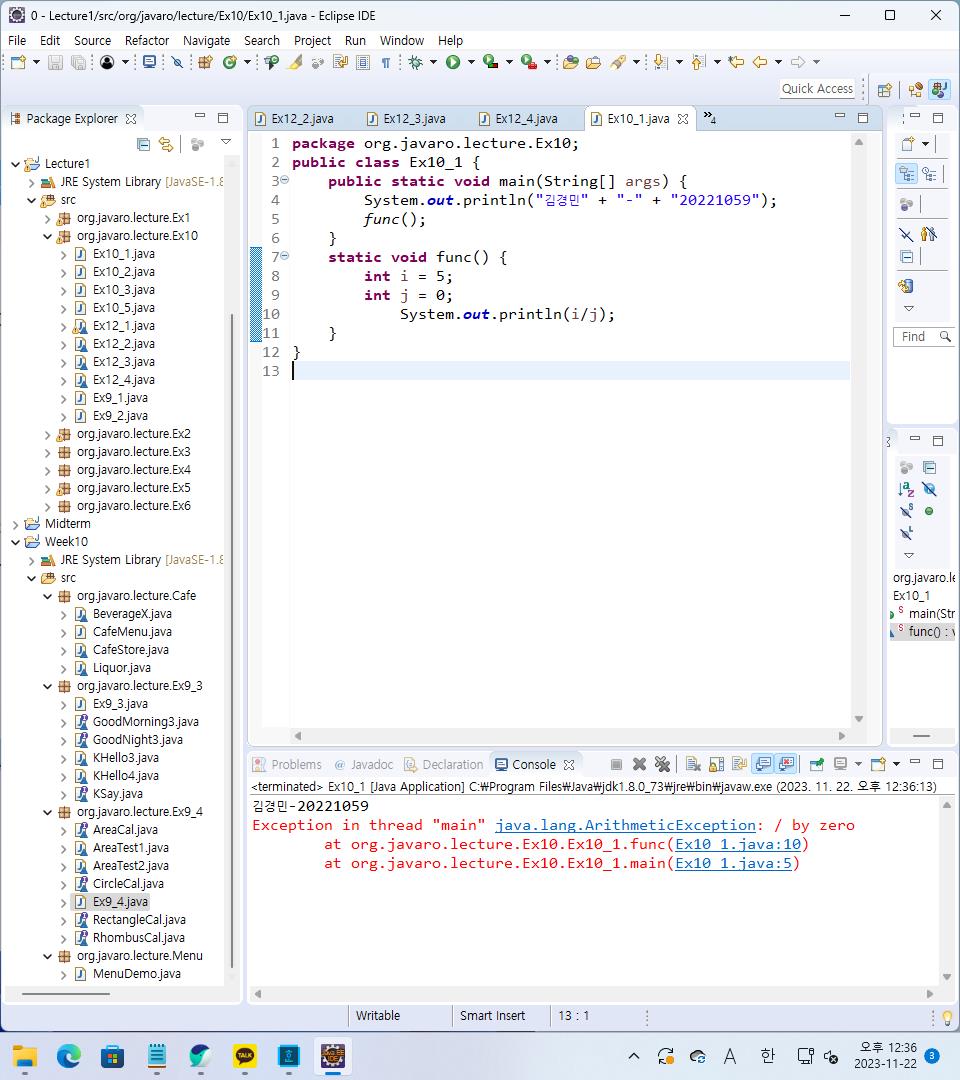 0 - Lecture1/src/org/javaro/lecture/Ex10/Ex10_1.java - Eclipse IDE
File Edit Source Refactor Navigate Search Project Run Window Help
Quick Access
Package Explorer
Lecture1
JRE System Library [JavaSE-1.8
src
org.javaro.lecture.Ex1
org.javaro.lecture.Ex10
Ex10_1.java
Ex10_2.java
Ex10_3.java
Ex10_5.java
Ex12_1.java
Ex12_2.java
Ex12_3.java
Ex12_4.java
Ex9_1.java
Ex9_2.java
org.javaro.lecture.Ex2
org.javaro.lecture.Ex3
org.javaro.lecture.Ex4
org.javaro.lecture.Ex5
org.javaro.lecture.Ex6
Midterm
Week10
JRE System Library [JavaSE-1.8
src
org.javaro.lecture.Cafe
BeverageX.java
CafeMenu.java
CafeStore.java
Liquor.java
org.javaro.lecture.Ex9_3
Ex9_3.java
GoodMorning3.java
GoodNight3.java
KHello3.java
KHello4.java
KSay.java
org.javaro.lecture.Ex9_4
AreaCal.java
AreaTest1.java
AreaTest2.java
CircleCal.java
Ex9_4.java
RectangleCal.java
RhombusCal.java
org.javaro.lecture.Menu
MenuDemo.java
Ex12_2.java Ex12_3.java Ex12_4.java Ex10_1.java »4
1 package org.javaro.lecture.Ex10;
2 public class Ex10_1 {
3 public static void main(String[] args) {
4 System.out.println("김경민" + "-" + "20221059");
5 func();
6 }
7 static void func() {
8 int i = 5;
9 int j = 0;
10 System.out.println(i/j);
11 }
12 }
13
Find
org.javaro.le
Ex10_1
main(Str
func() : v
Problems @ Javadoc Declaration Console
<terminated> Ex10_1 [Java Application] C:₩Program Files₩Java₩jdk1.8.0_73₩jre₩bin₩javaw.exe (2023. 11. 22. 오후 12:36:13)
김경민-20221059
Exception in thread "main" java.lang.ArithmeticException: / by zero
at org.javaro.lecture.Ex10.Ex10_1.func(Ex10_1.java:10)
at org.javaro.lecture.Ex10.Ex10_1.main(Ex10_1.java:5)
Writable Smart Insert 13 : 1
TALK
A 한 오후 12:36
2023-11-22 3